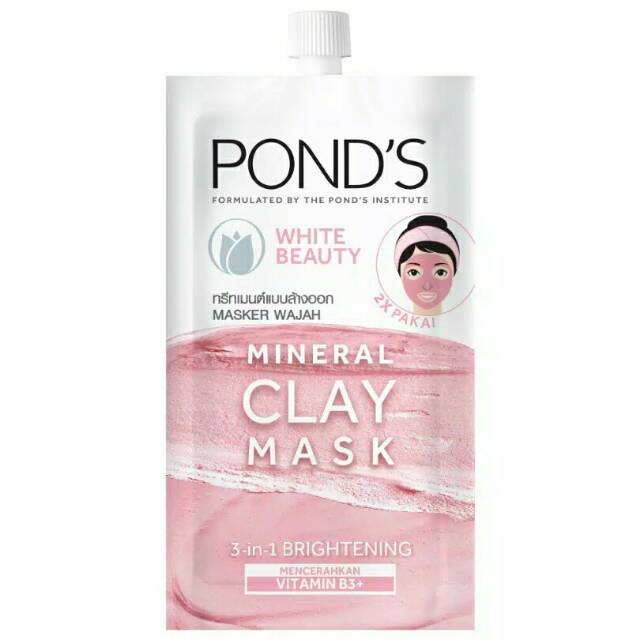 POND'S
FORMULATED BY THE POND'S INSTITUTE
WHITE
BEAUTY
ทรีทเมนต์แบบล้างออก
MASKER WAJAH
2X PAKAI
MINERAL
CLAY
MASK
3-in-1 BRIGHTENING
MENCERAHKAN
VITAMIN B3+